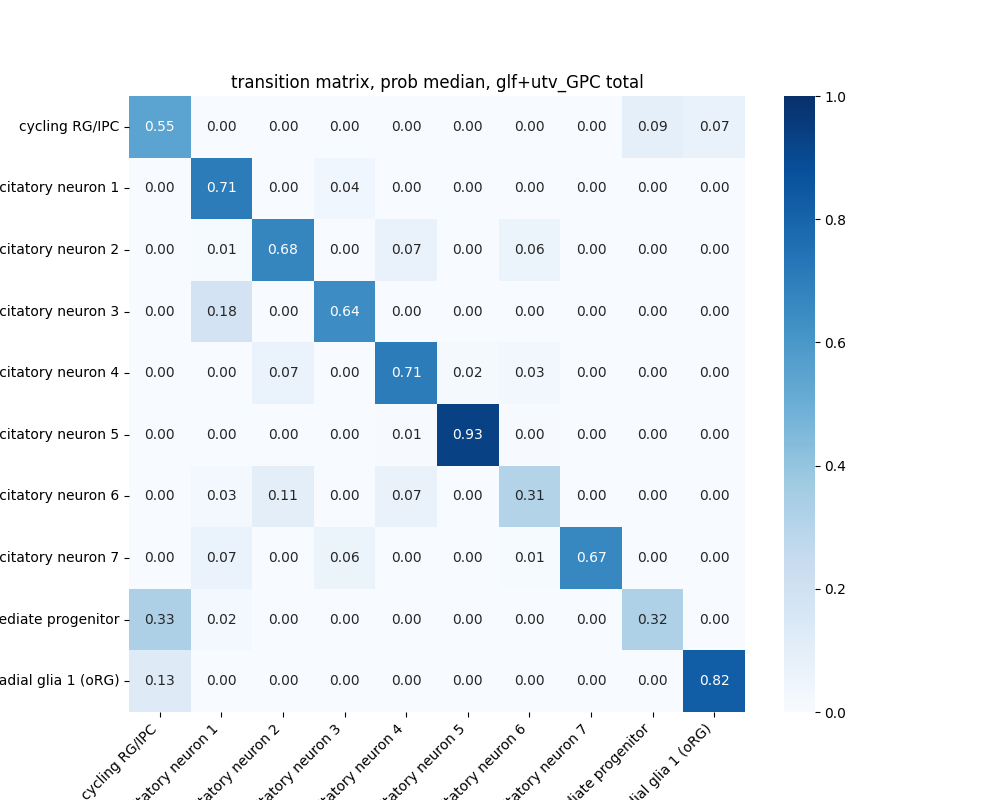 transition matrix, prob median, glf+utv_GPC total
cycling RG/IPC 0.55 0.00 0.00 0.00 0.00 0.00 0.00 0.00 0.09 0.07
citatory neuron 1 0.00 0.71 0.00 0.04 0.00 0.00 0.00 0.00 0.00 0.00
citatory neuron 2 0.00 0.01 0.68 0.00 0.07 0.00 0.06 0.00 0.00 0.00
citatory neuron 3 0.00 0.18 0.00 0.64 0.00 0.00 0.00 0.00 0.00 0.00
citatory neuron 4 0.00 0.00 0.07 0.00 0.71 0.02 0.03 0.00 0.00 0.00
citatory neuron 5 0.00 0.00 0.00 0.00 0.01 0.93 0.00 0.00 0.00 0.00
citatory neuron 6 0.00 0.03 0.11 0.00 0.07 0.00 0.31 0.00 0.00 0.00
citatory neuron 7 0.00 0.07 0.00 0.06 0.00 0.00 0.01 0.67 0.00 0.00
ediate progenitor 0.33 0.02 0.00 0.00 0.00 0.00 0.00 0.00 0.32 0.00
adial glia 1 (oRG) 0.13 0.00 0.00 0.00 0.00 0.00 0.00 0.00 0.00 0.82
cycling RG/IPC
tatory neuron 1
tatory neuron 2
tatory neuron 3
tatory neuron 4
tatory neuron 5
tatory neuron 6
tatory neuron 7
diate progenitor
dial glia 1 (oRG)
1.0
0.8
0.6
0.4
0.2
0.0